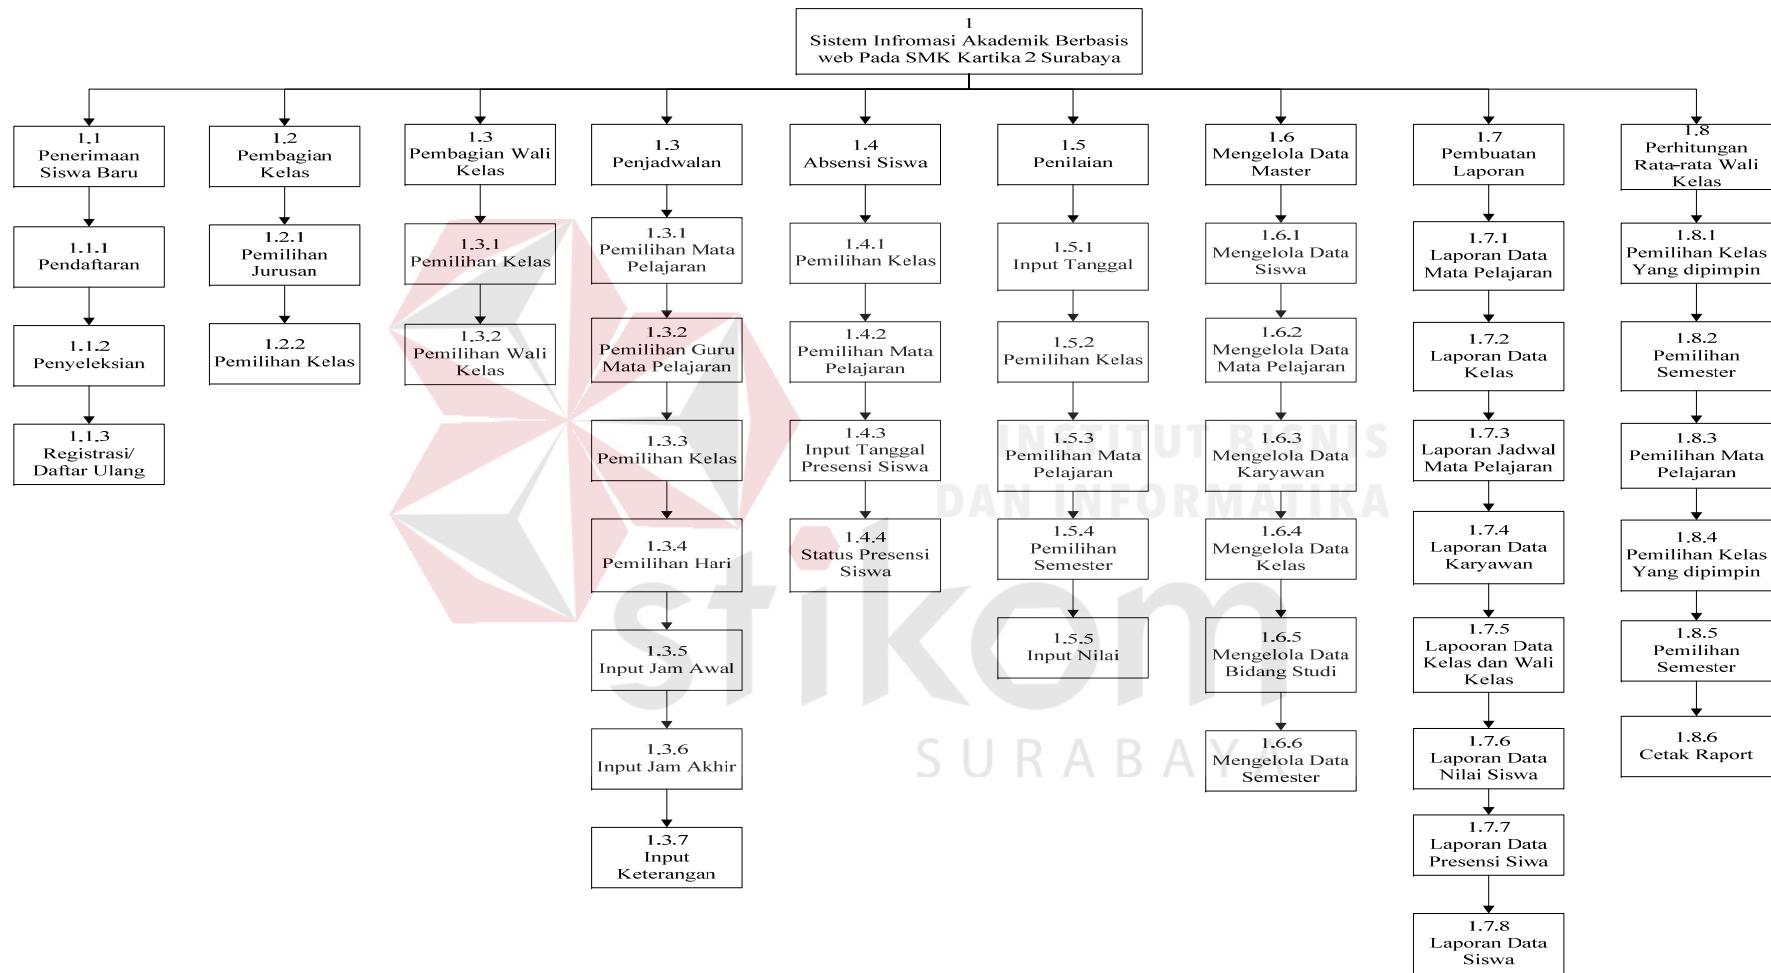 1
Sistem Infromasi Akademik Berbasis
web Pada SMK Kartika 2 Surabaya
1.1
Penerimaan
Siswa Baru
1.1.1
Pendaftaran
1.1.2
Penyeleksian
1.1.3
Registrasi/
Daftar Ulang
1.2
Pembagian
Kelas
1.2.1
Pemilihan
Jurusan
1.2.2
Pemilihan Kelas
1.3
Pembagian Wali
Kelas
1.3.1
Pemilihan Kelas
1.3.2
Pemilihan Wali
Kelas
1.3
Penjadwalan
1.3.1
Pemilihan Mata
Pelajaran
1.3.2
Pemilihan Guru
Mata Pelajaran
1.3.3
Pemilihan Kelas
1.3.4
Pemilihan Hari
1.3.5
Input Jam Awal
1.3.6
Input Jam Akhir
1.3.7
Input
Keterangan
1.4
Absensi Siswa
1.4.1
Pemilihan Kelas
1.4.2
Pemilihan Mata
Pelajaran
1.4.3
Input Tanggal
Presensi Siswa
1.4.4
Status Presensi
Siswa
1.5
Penilaian
1.5.1
Input Tanggal
1.5.2
Pemilihan Kelas
1.5.3
Pemilihan Mata
Pelajaran
1.5.4
Pemilihan
Semester
1.5.5
Input Nilai
1.6
Mengelola Data
Master
1.6.1
Mengelola Data
Siswa
1.6.2
Mengelola Data
Mata Pelajaran
1.6.3
Mengelola Data
Karyawan
1.6.4
Mengelola Data
Kelas
1.6.5
Mengelola Data
Bidang Studi
1.6.6
Mengelola Data
Semester
1.7
Pembuatan
Laporan
1.7.1
Laporan Data
Mata Pelajaran
1.7.2
Laporan Data
Kelas
1.7.3
Laporan Jadwal
Mata Pelajaran
1.7.4
Laporan Data
Karyawan
1.7.5
Lapooran Data
Kelas dan Wali
Kelas
1.7.6
Laporan Data
Nilai Siswa
1.7.7
Laporan Data
Presensi Siwa
1.7.8
Laporan Data
Siswa
1.8
Perhitungan
Rata-rata Wali
Kelas
1.8.1
Pemilihan Kelas
Yang dipimpin
1.8.2
Pemilihan
Semester
1.8.3
Pemilihan Mata
Pelajaran
1.8.4
Pemilihan Kelas
Yang dipimpin
1.8.5
Pemilihan
Semester
1.8.6
Cetak Raport
INSTITUT BISNIS
DAN INFORMATIKA
stikom
SURABAYA